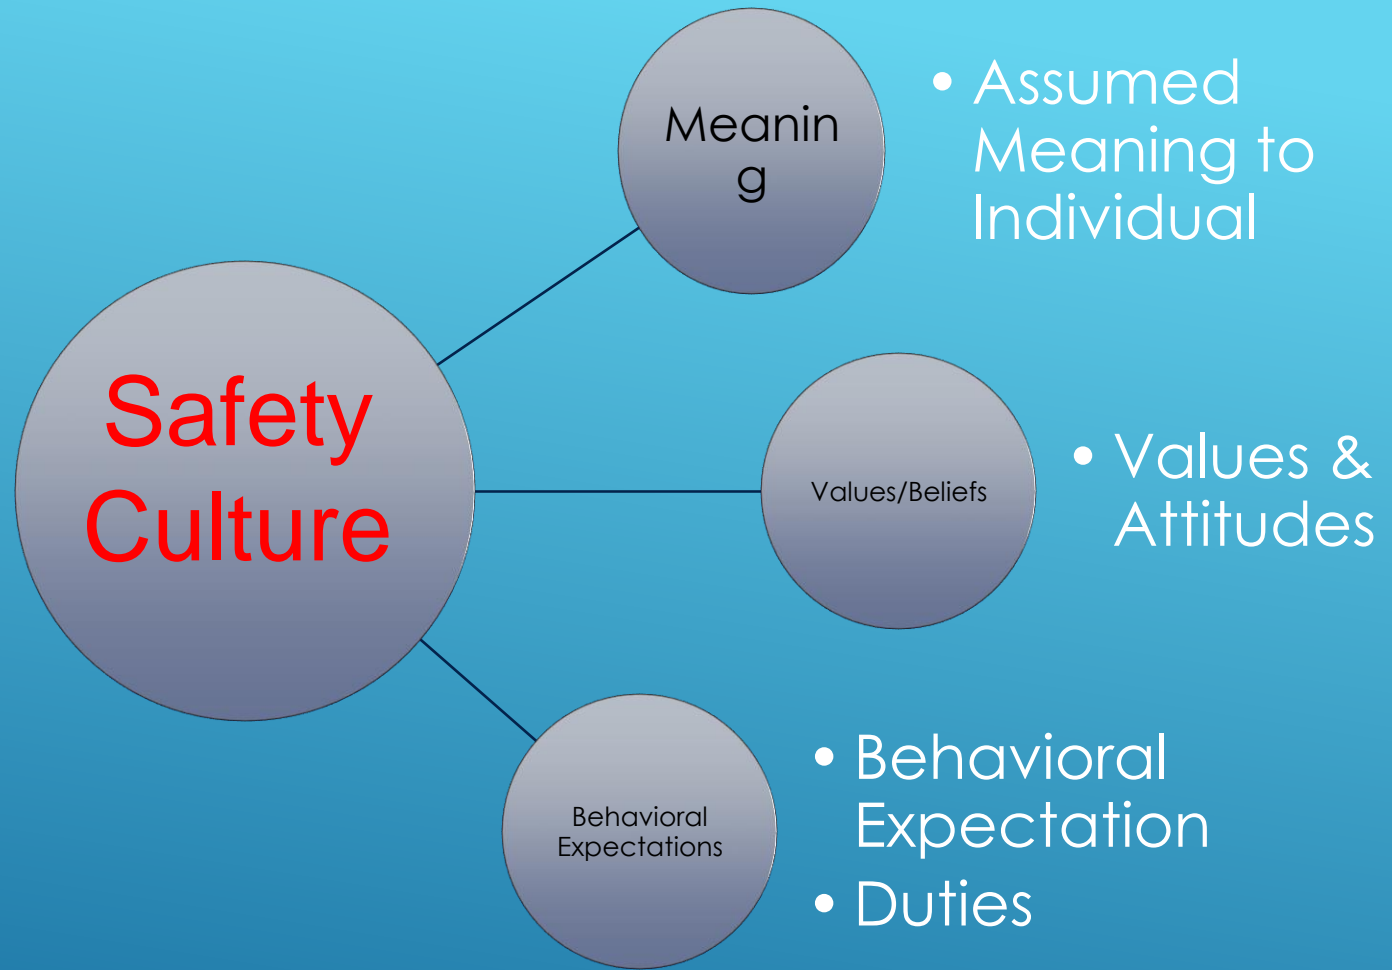 Meanin
g
• Assumed
Meaning to
Individual
Safety
Culture
Values/Beliefs
• Values &
Attitudes
Behavioral
Expectations
• Behavioral
Expectation
• Duties